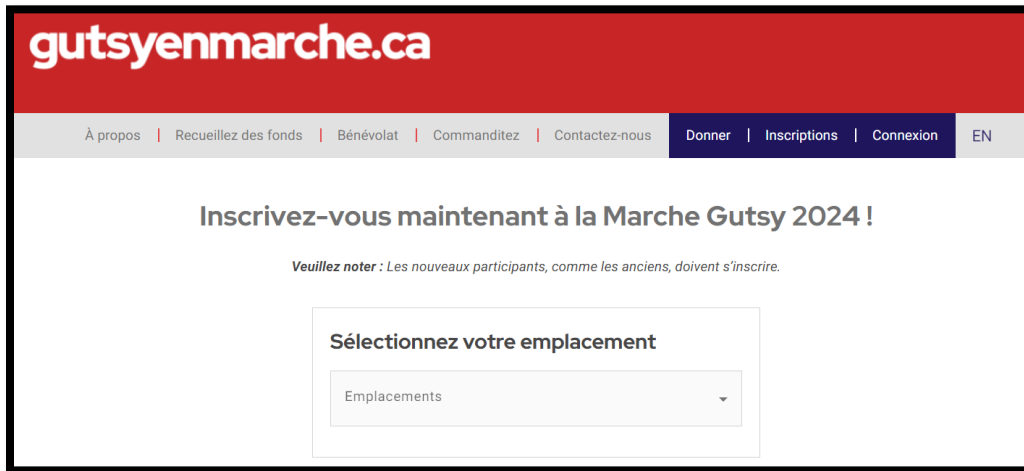 gutsyenmarche.ca
À propos | Recueillez des fonds | Bénévolat | Commanditez | Contactez-nous Donner | Inscriptions | Connexion EN
Inscrivez-vous maintenant à la Marche Gutsy 2024 !
Veuillez noter : Les nouveaux participants, comme les anciens, doivent s’inscrire.
Sélectionnez votre emplacement
Emplacements